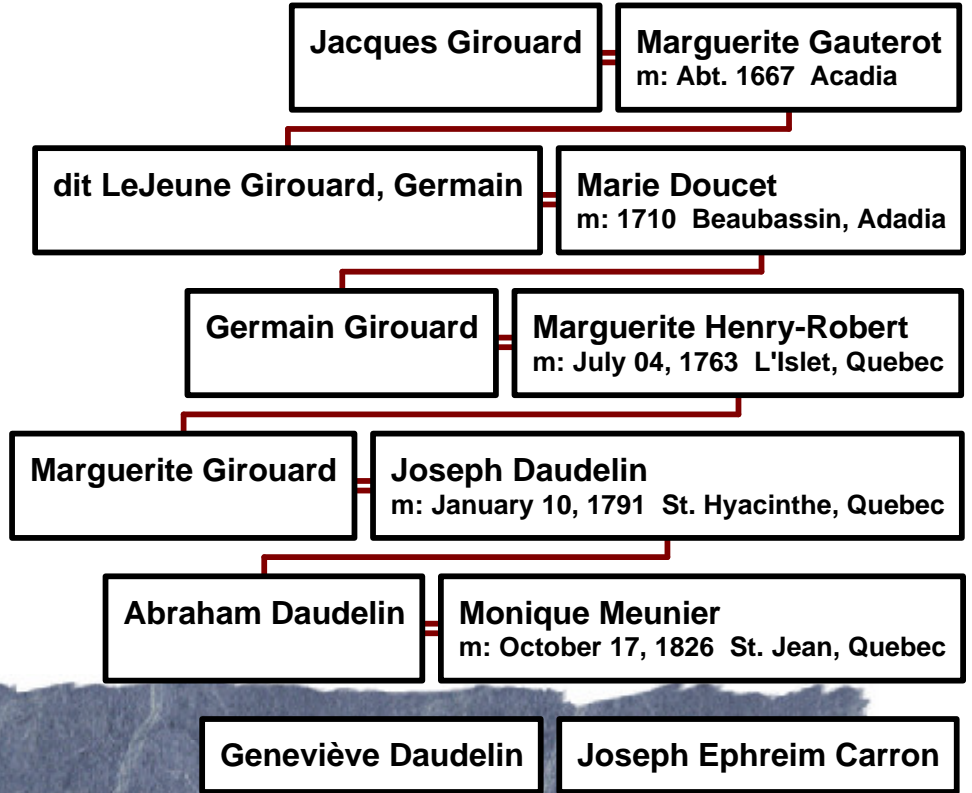 Jacques Girouard
Marguerite Gauterot
m: Abt. 1667 Acadia
dit LeJeune Girouard, Germain
Marie Doucet
m: 1710 Beaubassin, Adadia
Germain Girouard
Marguerite Henry-Robert
m: July 04, 1763 L'Islet, Quebec
Marguerite Girouard
Joseph Daudelin
m: January 10, 1791 St. Hyacinthe, Quebec
Abraham Daudelin
Monique Meunier
m: October 17, 1826 St. Jean, Quebec
Geneviève Daudelin
Joseph Ephreim Carron